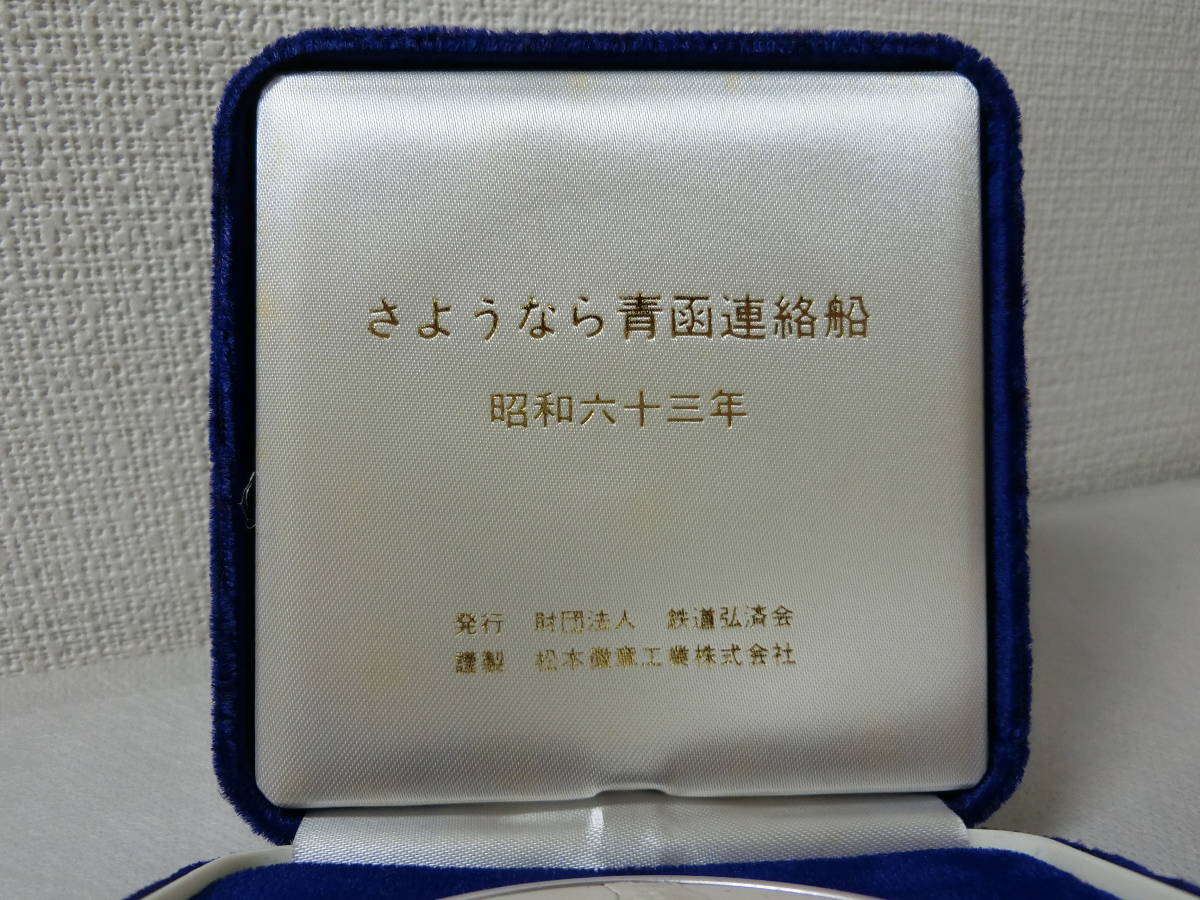 さようなら青函連絡船
昭和六十三年
発行　財団法人　鉄道弘済会
謹製　松本徽章工業株式会社